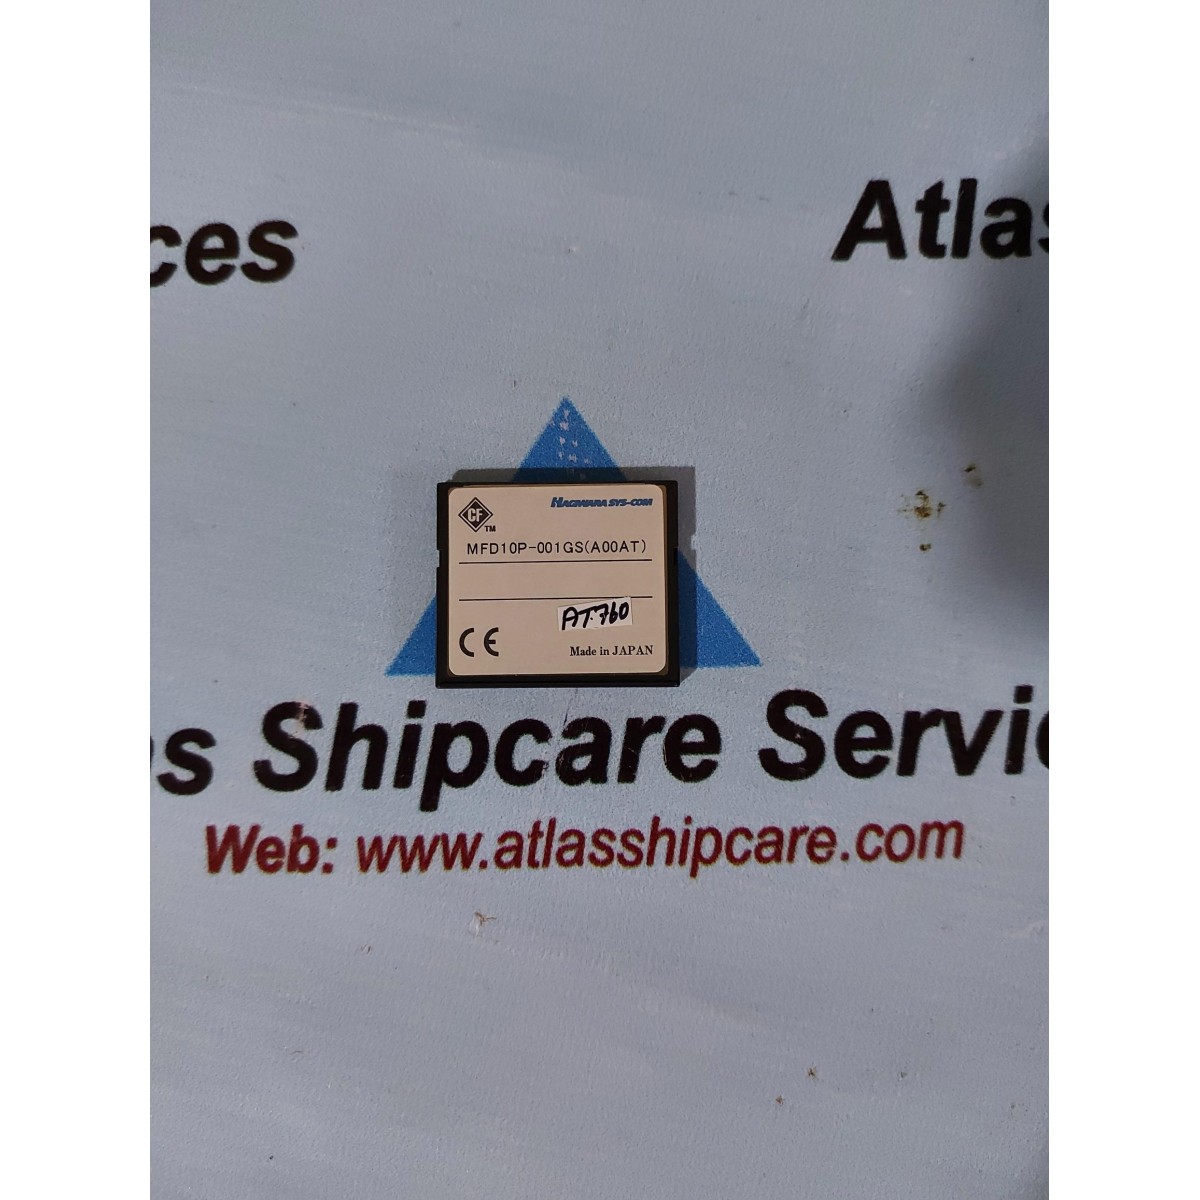 ces
Atlas
CF
TM
HAGIWARA SYS-COM
MFD10P-001GS(A00AT)
AT.760
CE
Made in JAPAN
as Shipcare Servic
Web: www.atlasshipcare.com